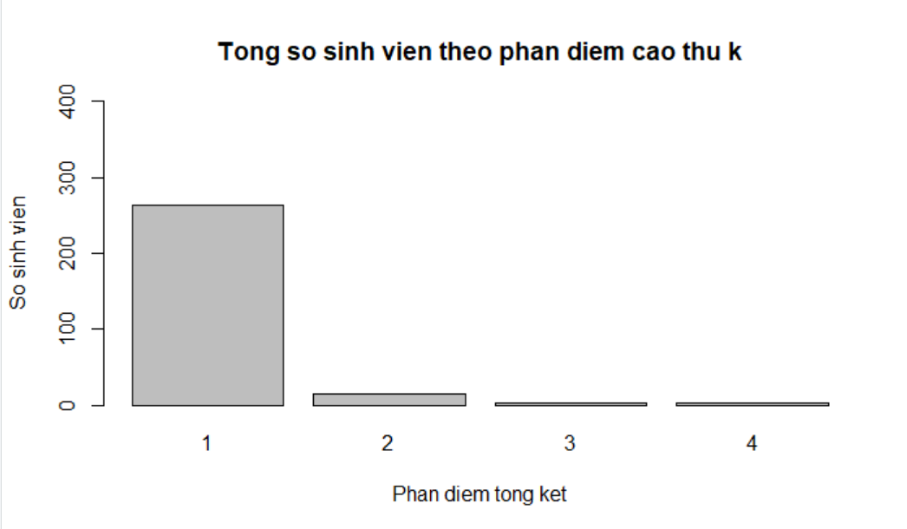 Tong so sinh vien theo phan diem cao thu k
400
300
200
100
0
So sinh vien
1 2 3 4
Phan diem tong ket